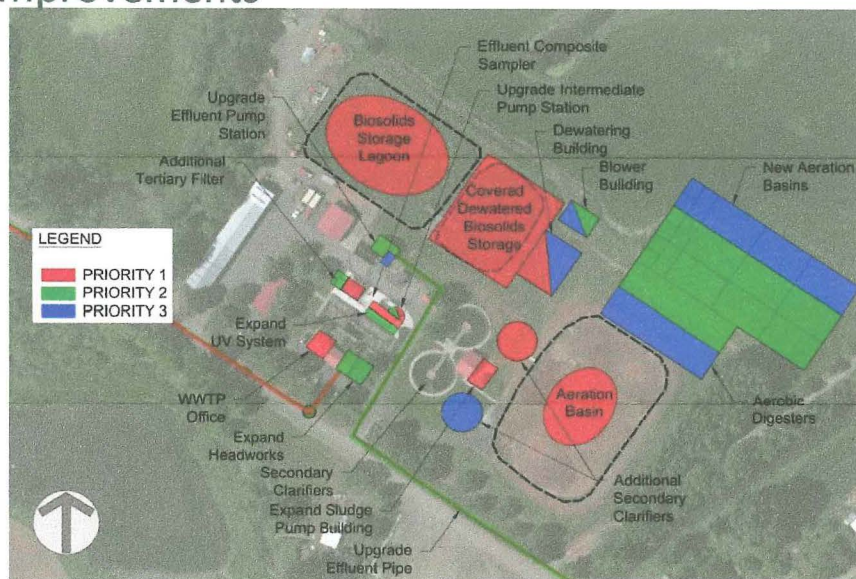 mprovements
Effluent Composite
Sampler
Upgrade Intermediate
Pump Station
Upgrade
Effluent Pump
Station
Dewatering
Building
Blower
Building
Additional
Tertiary Filter
New Aeration
Basins
Biosolids
Storage
Lagoon
Covered
Dewatered
Biosolids
Storage
LEGEND
PRIORITY 1
PRIORITY 2
PRIORITY 3
Expand
UV System
WWTP
Office
Expand
Headworks
Secondary
Clarifiers
Expand Sludge
Pump Building
Upgrade
Effluent Pipe
Aeration
Basin
Aerobic
Digesters
Additional
Secondary
Clarifiers